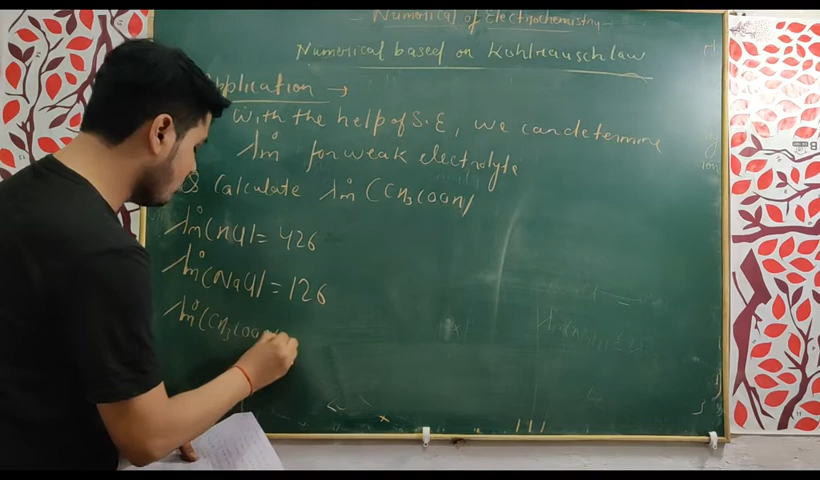 Numerical of Electrochemistry
Numerical based on Kohlrausch law
Application →
With the help of S.E, we can determine
λ°m for weak electrolyte
Q Calculate λ°m (CH3COOH)
λ°m(HCl) = 426
λ°m(NaCl) = 126
λ°m(CH3COO